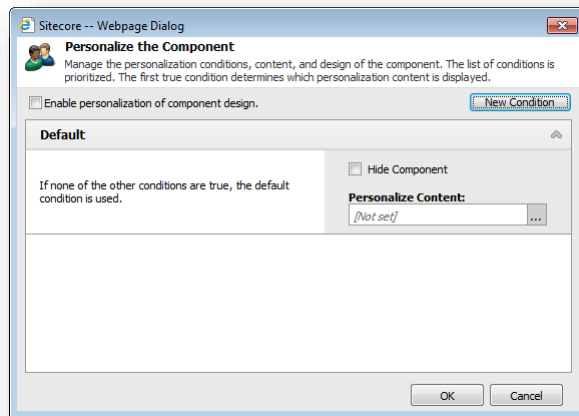 Sitecore -- Webpage Dialog
Personalize the Component
Manage the personalization conditions, content, and design of the component. The list of conditions is
prioritized. The first true condition determines which personalization content is displayed.
Enable personalization of component design.
New Condition
Default
If none of the other conditions are true, the default
condition is used.
Hide Component
Personalize Content:
[Not set]
...
OK
Cancel